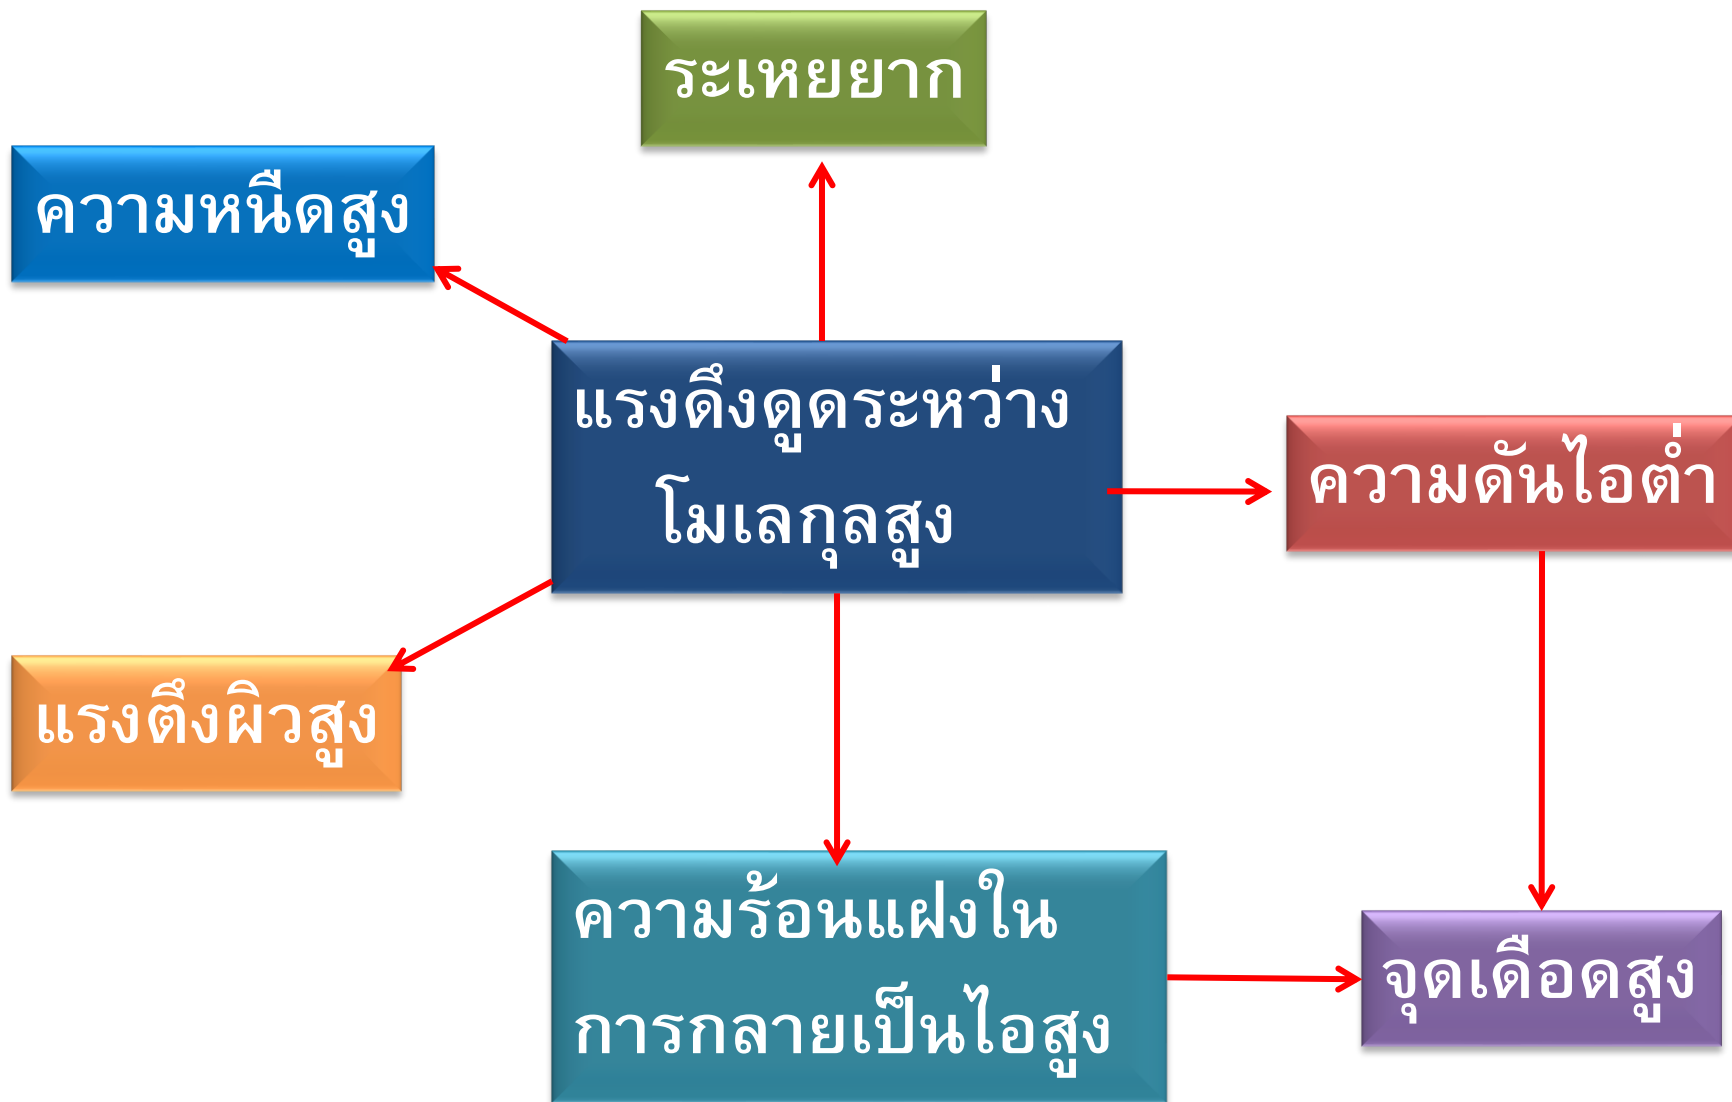 ระเหยยาก
ความหนืดสูง
แรงดึงดูดระหว่าง
โมเลกุลสูง
ความดันไอต่ำ
แรงตึงผิวสูง
ความร้อนแฝงใน
การกลายเป็นไอสูง
จุดเดือดสูง